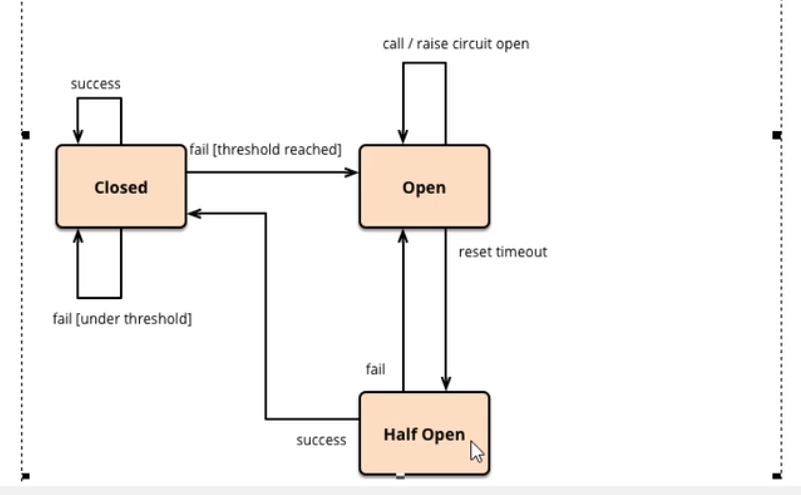 call / raise circuit open
success
fail [threshold reached]
Closed
Open
reset timeout
fail [under threshold]
fail
Half Open
success